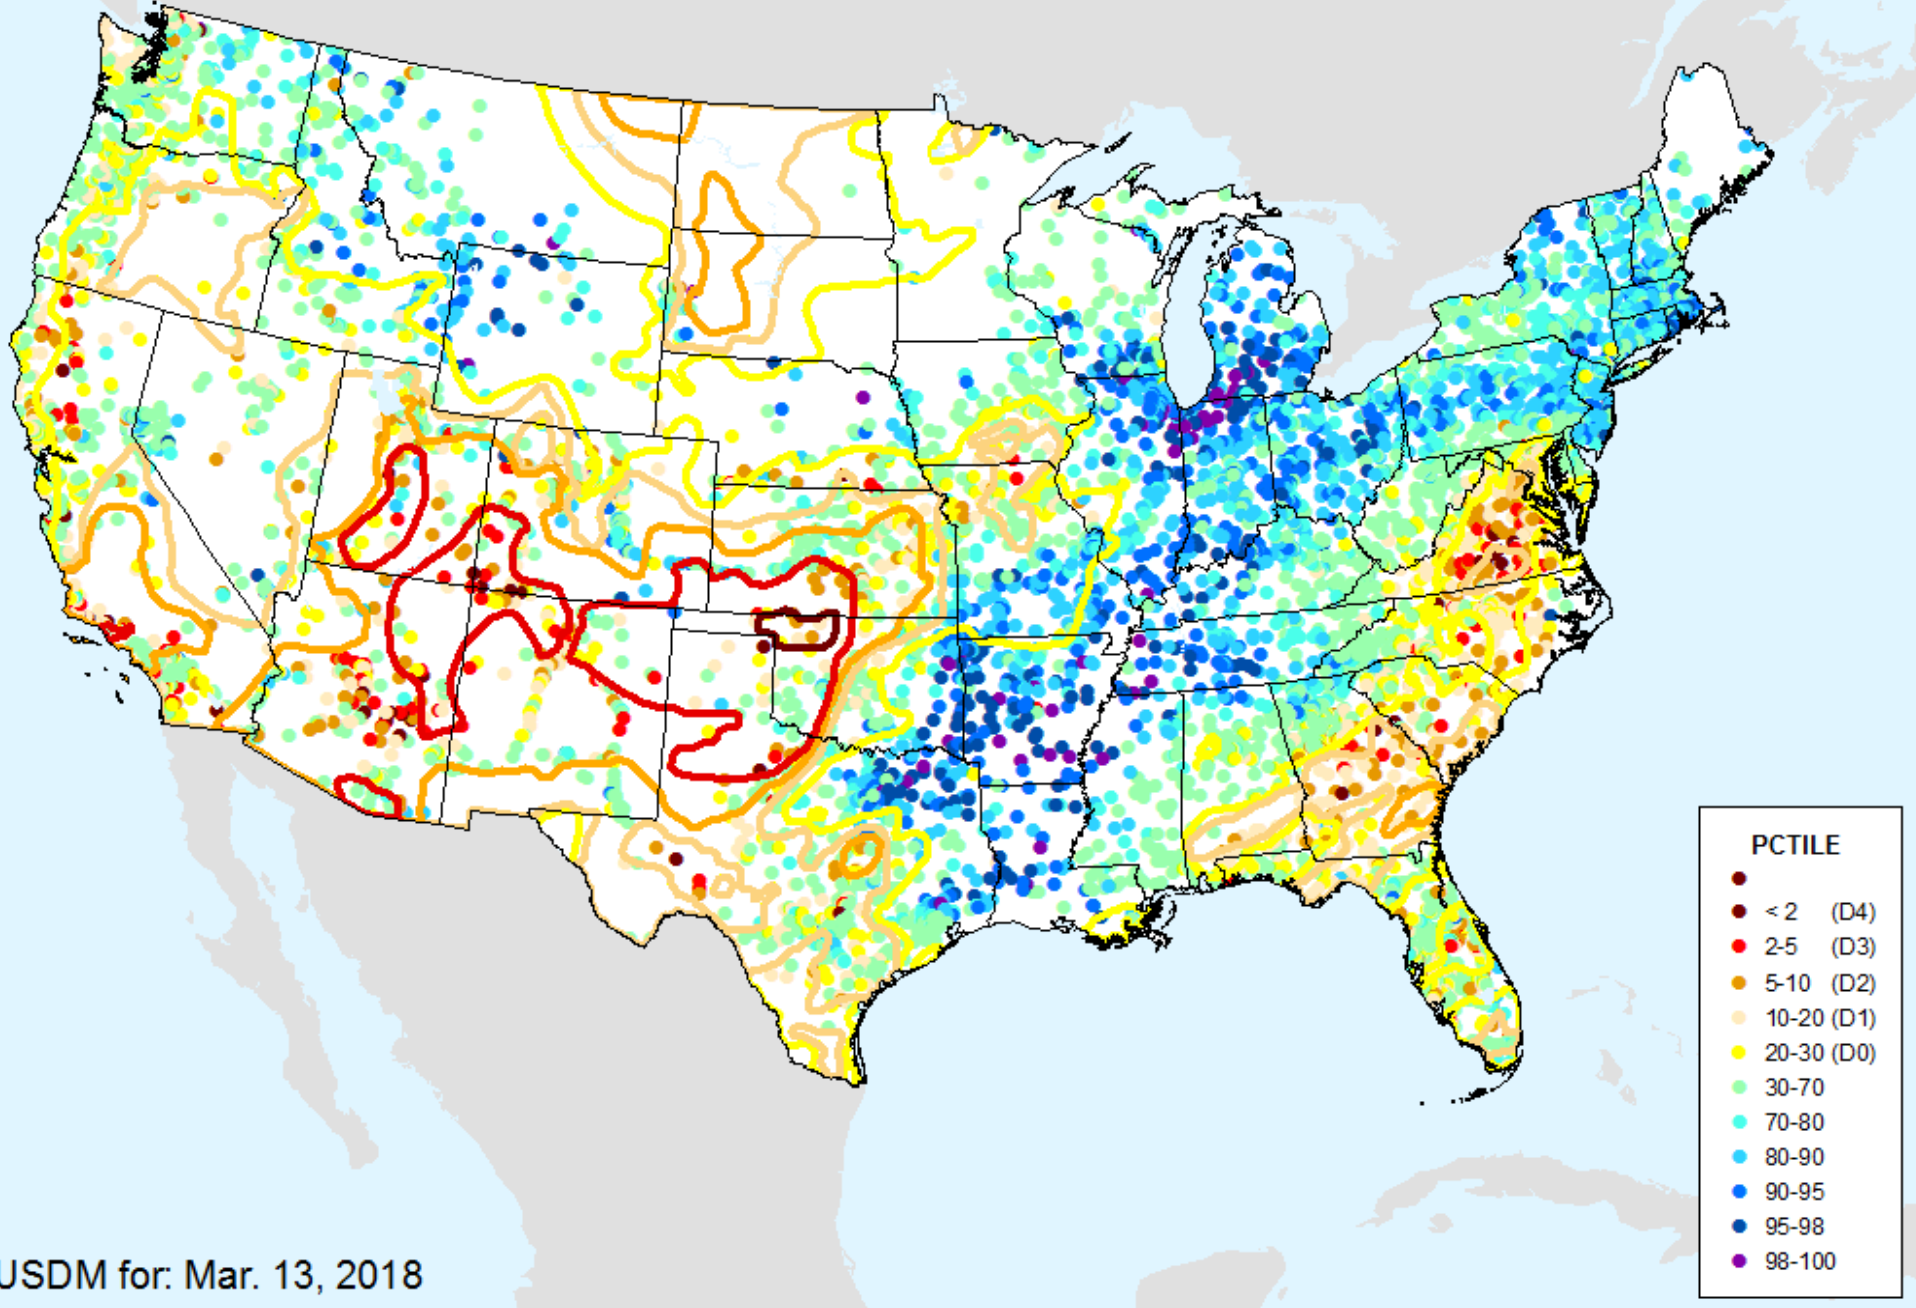 PCTILE
< 2 (D4)
2-5 (D3)
5-10 (D2)
10-20 (D1)
20-30 (D0)
30-70
70-80
80-90
90-95
95-98
98-100
USDM for: Mar. 13, 2018